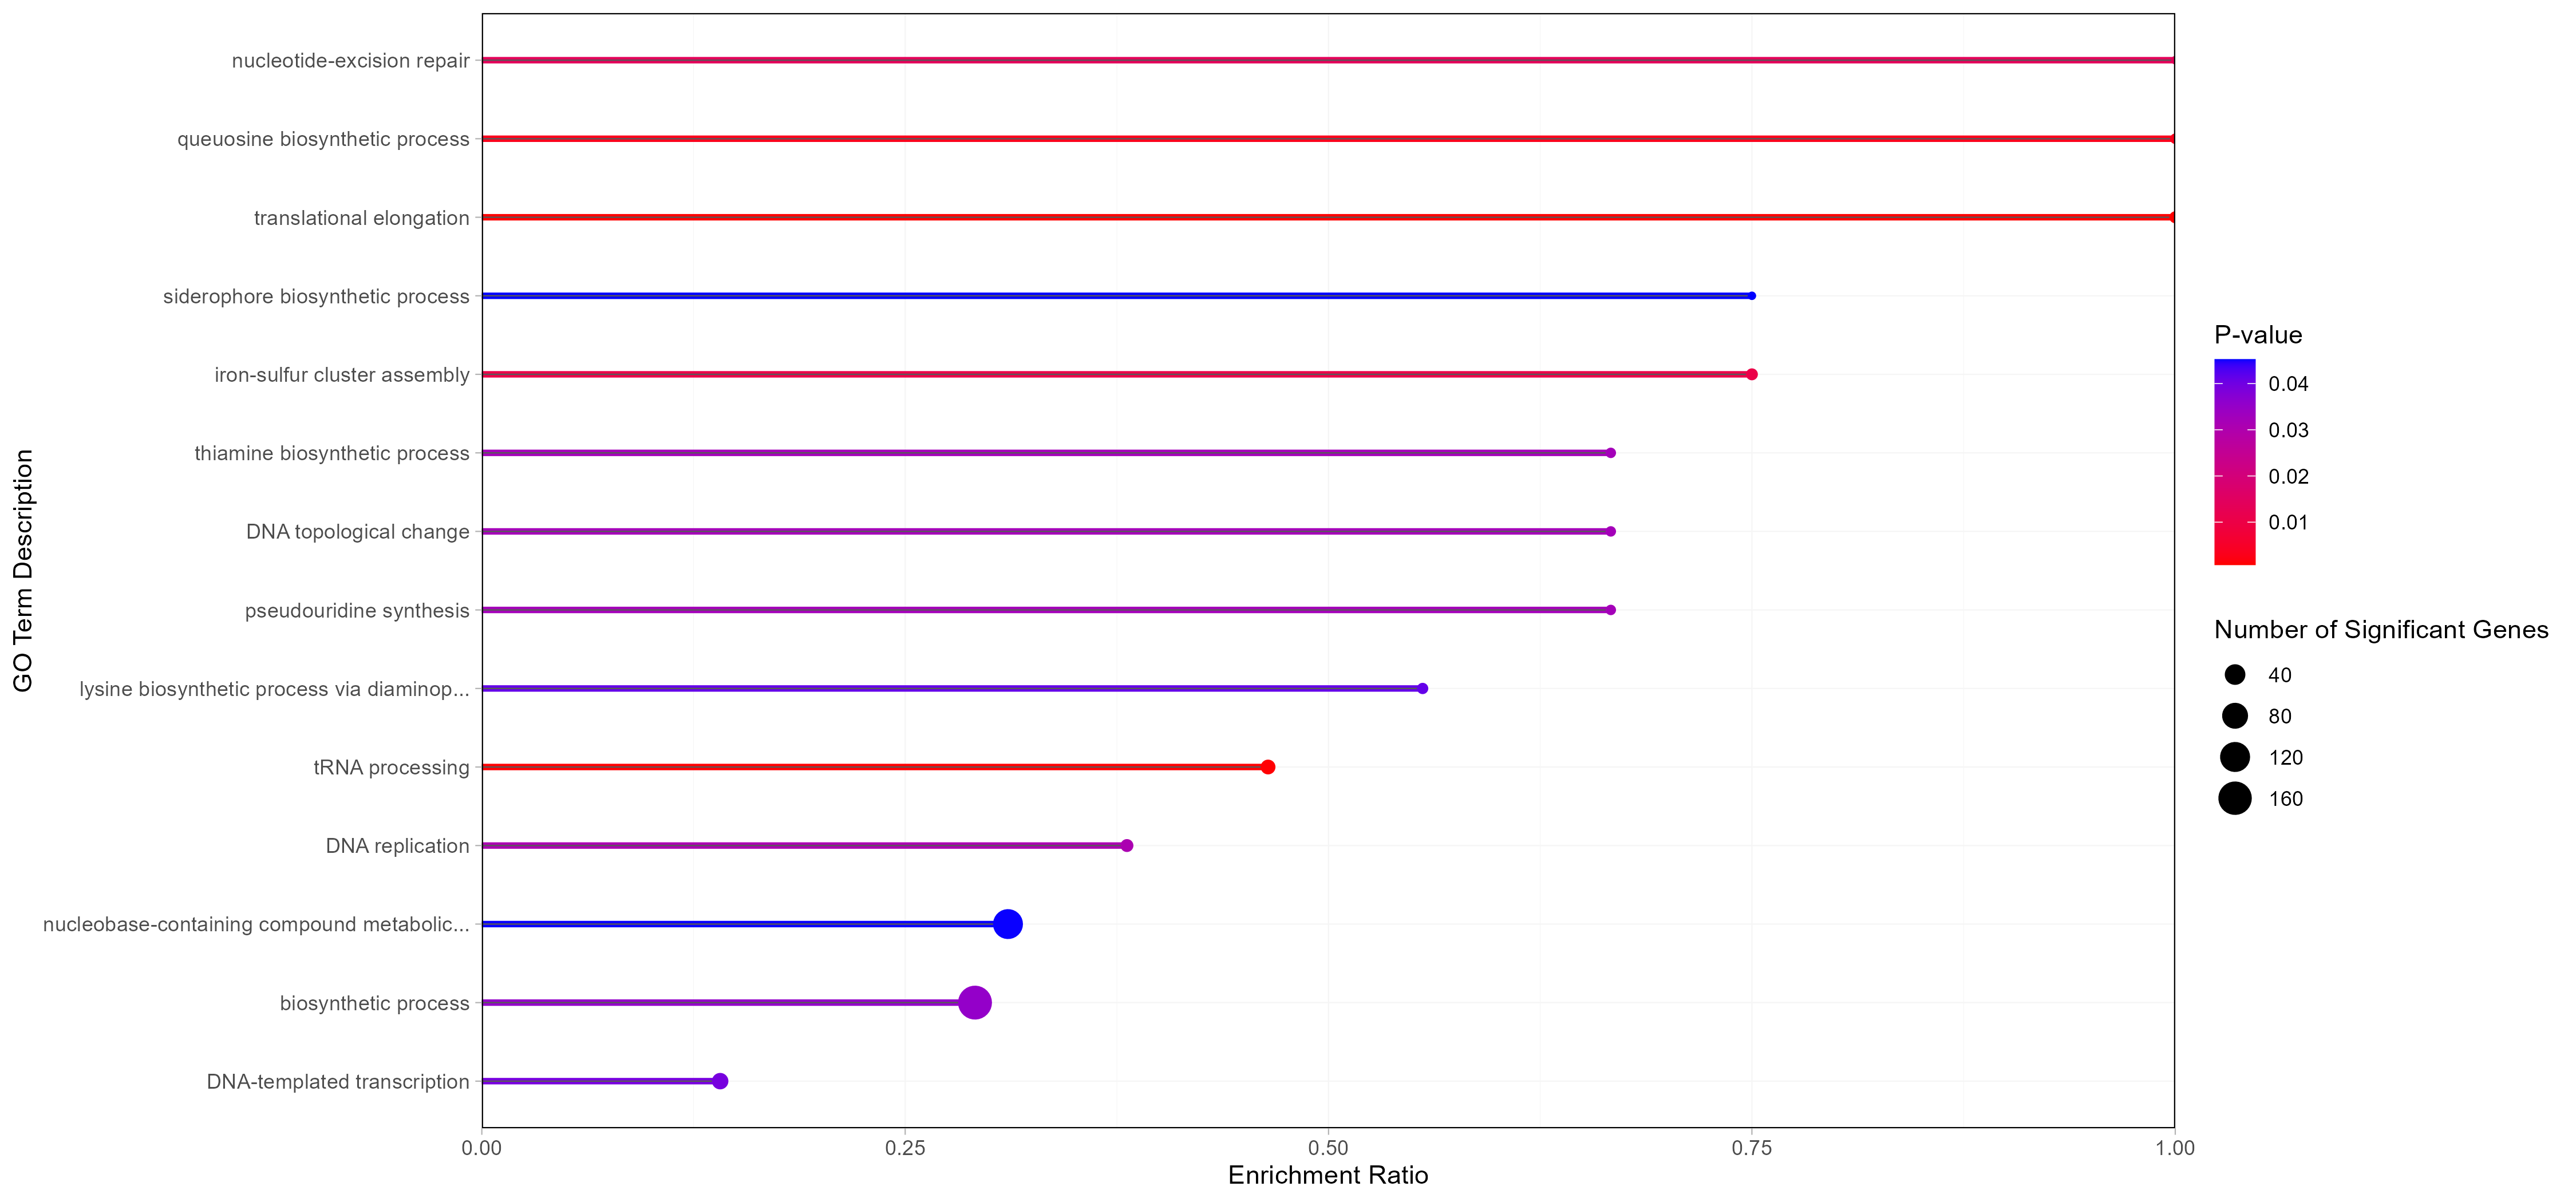 nucleotide-excision repair
queuosine biosynthetic process
translational elongation
siderophore biosynthetic process
iron-sulfur cluster assembly
thiamine biosynthetic process
DNA topological change
pseudouridine synthesis
lysine biosynthetic process via diaminop...
tRNA processing
DNA replication
nucleobase-containing compound metabolic...
biosynthetic process
DNA-templated transcription
GO Term Description
0.00
0.25
0.50
0.75
1.00
Enrichment Ratio
P-value
0.04
0.03
0.02
0.01
Number of Significant Genes
40
80
120
160